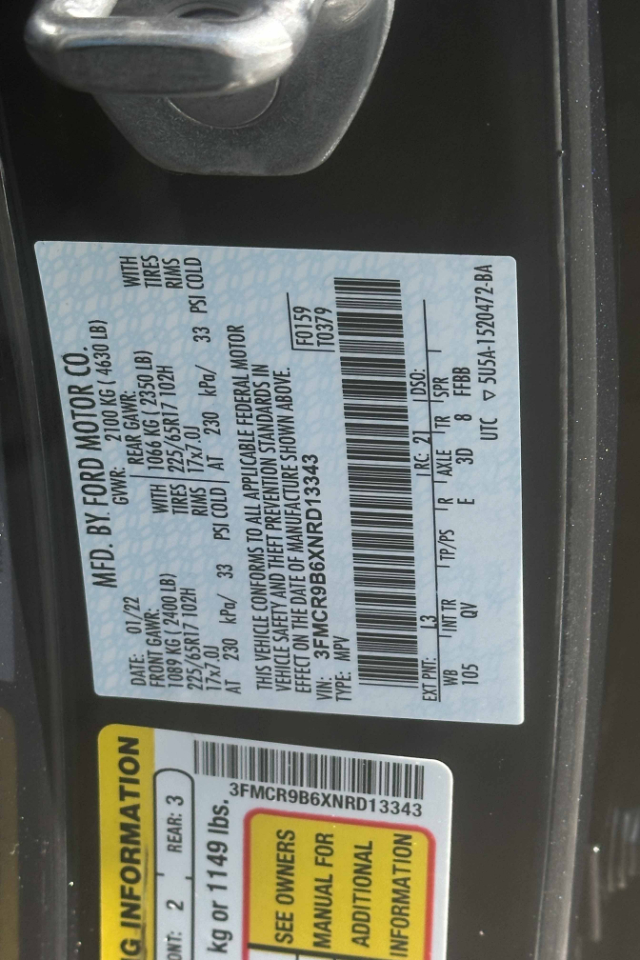 MFD. BY FORD MOTOR CO.
DATE: 01/22 GVWR: 2100 KG ( 4630 LB)
FRONT GAWR: REAR GAWR:
1089 KG ( 2400 LB) WITH 1066 KG ( 2350 LB) WITH
225/65R17 102H TIRES 225/65R17 102H TIRES
17x7.0J RIMS 17x7.0J RIMS
AT 230 kPa/ 33 PSI COLD AT 230 kPa/ 33 PSI COLD
THIS VEHICLE CONFORMS TO ALL APPLICABLE FEDERAL MOTOR
VEHICLE SAFETY AND THEFT PREVENTION STANDARDS IN
EFFECT ON THE DATE OF MANUFACTURE SHOWN ABOVE.
VIN: 3FMCR9B6XNRD13343 F0159
TYPE: MPV T0379
EXT PNT: L3 RC: 21 DSO:
WB INT TR TP/PS R AXLE TR SPR
105 QV E 3D 8 FFBB
UTC ▽ 5U5A-1520472-BA
NG INFORMATION
ONT: 2 REAR: 3
kg or 1149 lbs.
3FMCR9B6XNRD13343
SEE OWNERS
MANUAL FOR
ADDITIONAL
INFORMATION